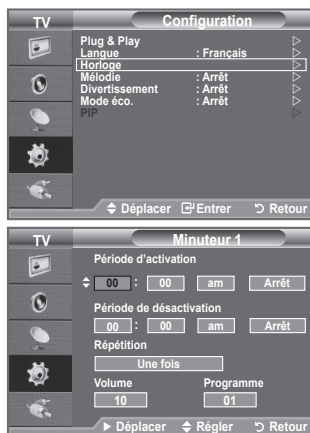 TV Configuration
Plug & Play
Langue : Français
Horloge
Mélodie : Arrêt
Divertissement : Arrêt
Mode éco. : Arrêt
PIP
Déplacer Entrer Retour
TV Minuteur 1
Période d’activation
00 : 00 am Arrêt
Période de désactivation
00 : 00 am Arrêt
Répétition
Une fois
Volume Programme
10 01
Déplacer Régler Retour